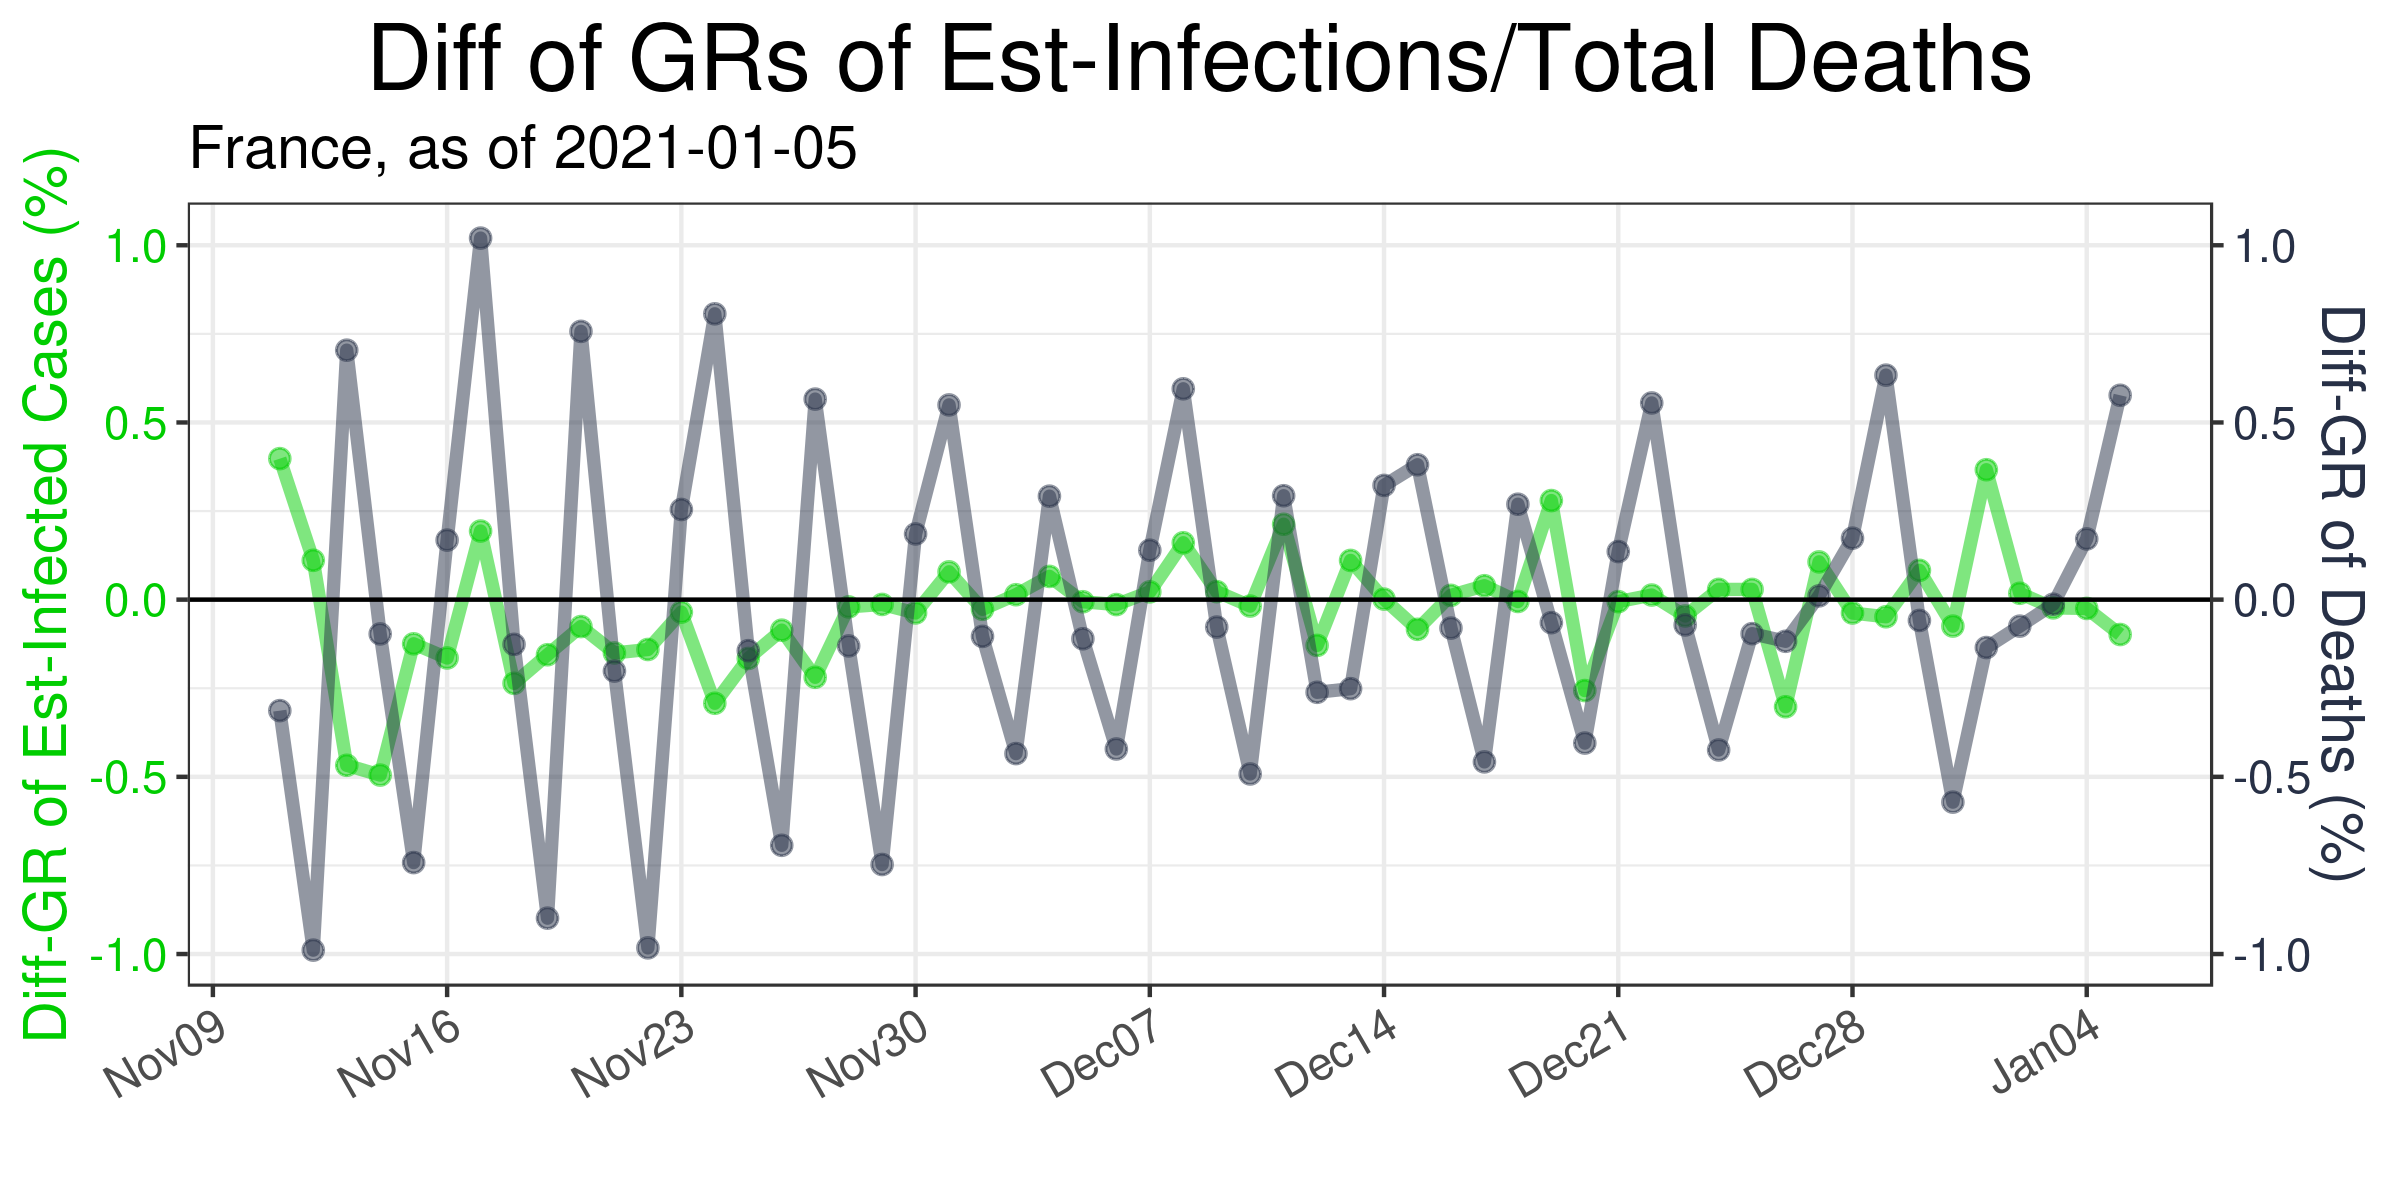 Diff of GRs of Est-Infections/Total Deaths
France, as of 2021-01-05
Diff-GR of Est-Infected Cases (%)
1.0
0.5
0.0
-0.5
-1.0
1.0
0.5
0.0
-0.5
-1.0
Diff-GR of Deaths (%)
Nov09
Nov16
Nov23
Nov30
Dec07
Dec14
Dec21
Dec28
Jan04